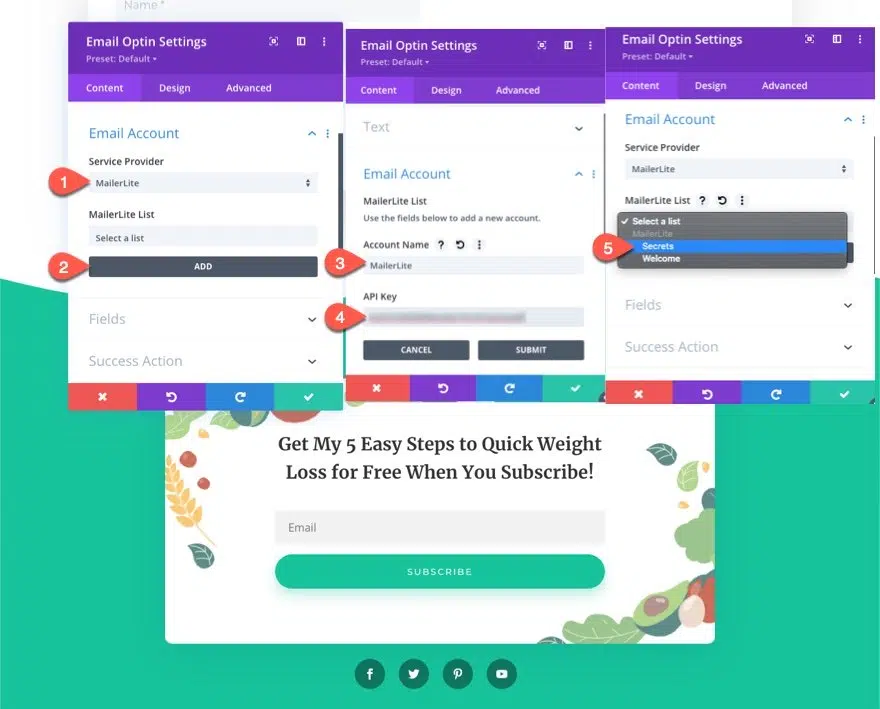 Name *
Email Optin Settings
Preset: Default
Content Design Advanced
Email Account
Service Provider
1
MailerLite
MailerLite List
Select a list
2
ADD
Fields
Success Action
Email Optin Settings
Preset: Default
Content Design Advanced
Text
Email Account
MailerLite List
Use the fields below to add a new account.
Account Name ?
3
MailerLite
API Key
4
CANCEL SUBMIT
Email Optin Settings
Preset: Default
Content Design Advanced
Email Account
Service Provider
MailerLite
MailerLite List ?
✓ Select a list
MailerLite
5
Secrets
Welcome
Fields
Success Action
Get My 5 Easy Steps to Quick Weight
Loss for Free When You Subscribe!
Email
SUBSCRIBE